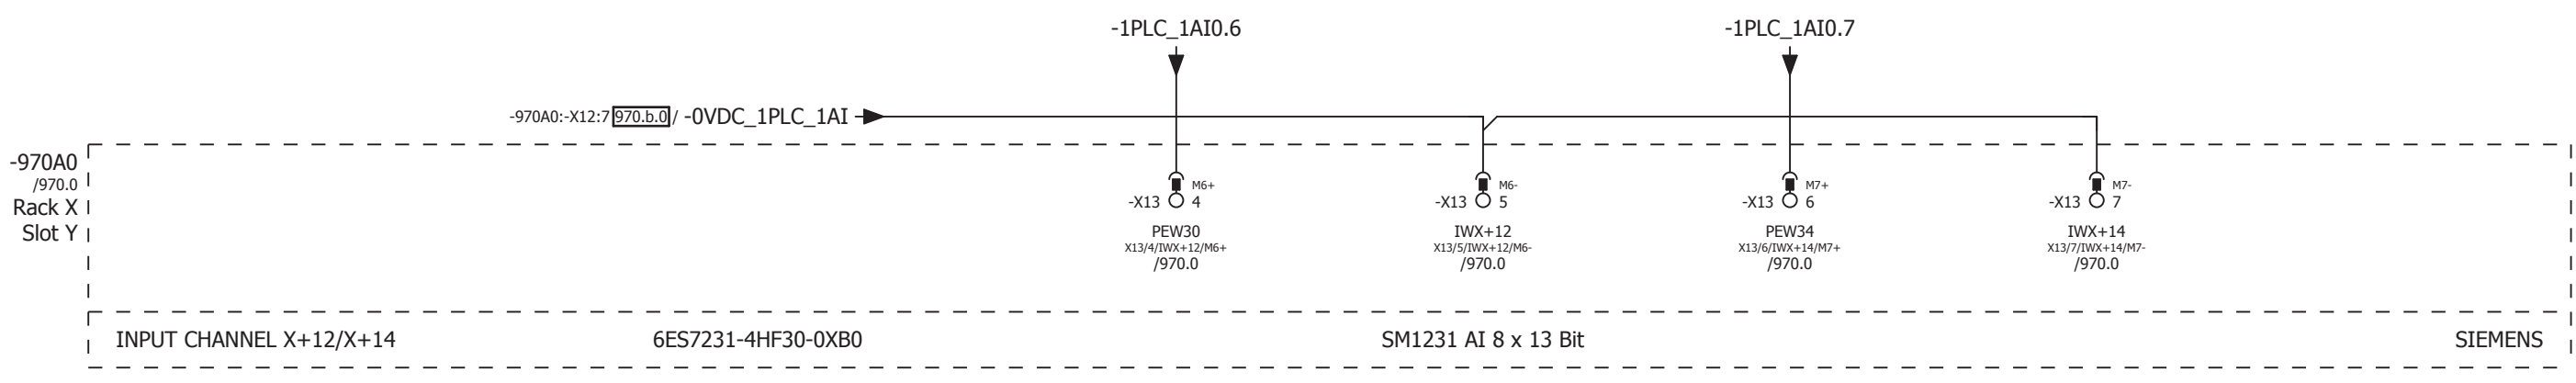 -1PLC_1AI0.6
-1PLC_1AI0.7
-970A0:-X12:7 970.b.0 / -0VDC_1PLC_1AI
-970A0
/970.0
Rack X
Slot Y
M6+
-X13 4
PEW30
X13/4/IWX+12/M6+
/970.0
M6-
-X13 5
IWX+12
X13/5/IWX+12/M6-
/970.0
M7+
-X13 6
PEW34
X13/6/IWX+14/M7+
/970.0
M7-
-X13 7
IWX+14
X13/7/IWX+14/M7-
/970.0
INPUT CHANNEL X+12/X+14
6ES7231-4HF30-0XB0
SM1231 AI 8 x 13 Bit
SIEMENS